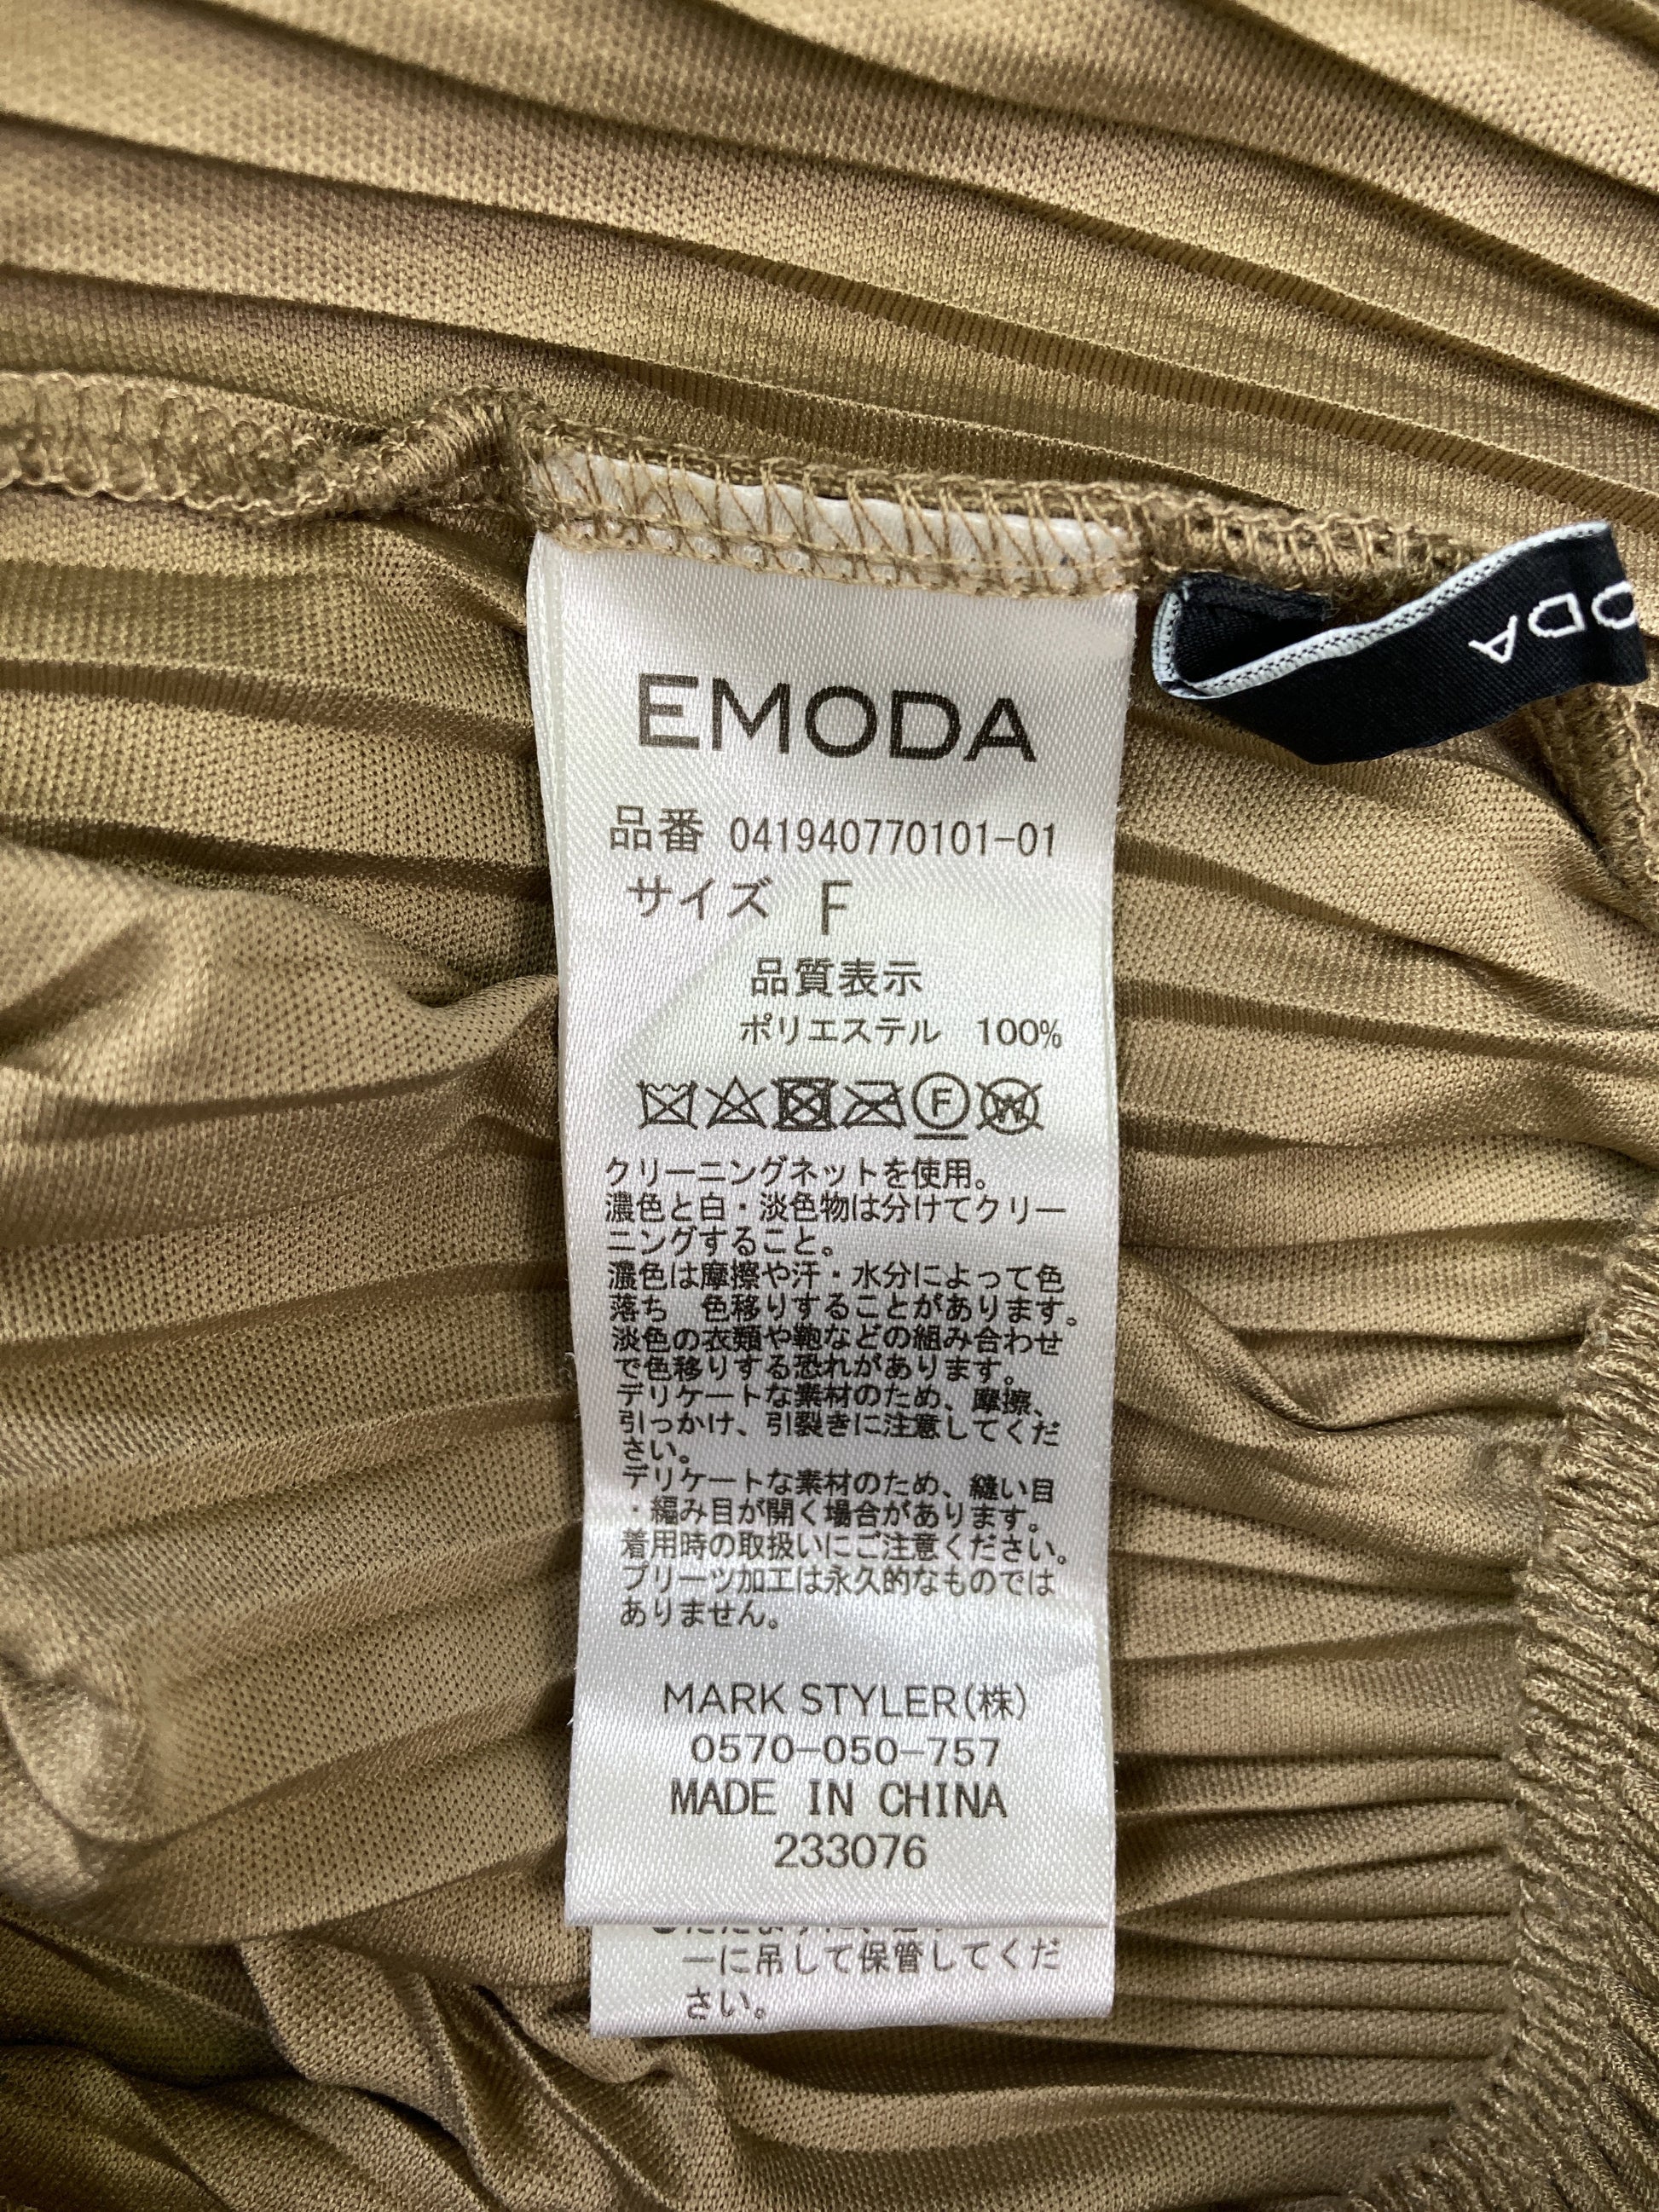 EMODA
品番 041940770101-01
サイズ F
品質表示
ポリエステル 100%
F
W
クリーニングネットを使用。
濃色と白・淡色物は分けてクリー
ニングすること。
濃色は摩擦や汗・水分によって色
落ち 色移りすることがあります。
淡色の衣類や鞄などの組み合わせ
で色移りする恐れがあります。
デリケートな素材のため、摩擦、
引っかけ、引裂きに注意してくだ
さい。
デリケートな素材のため、縫い目
・編み目が開く場合があります。
着用時の取扱いにご注意ください。
プリーツ加工は永久的なものでは
ありません。
MARK STYLER(株)
0570-050-757
MADE IN CHINA
233076
ーに吊して保管してくだ
さい。
ODA